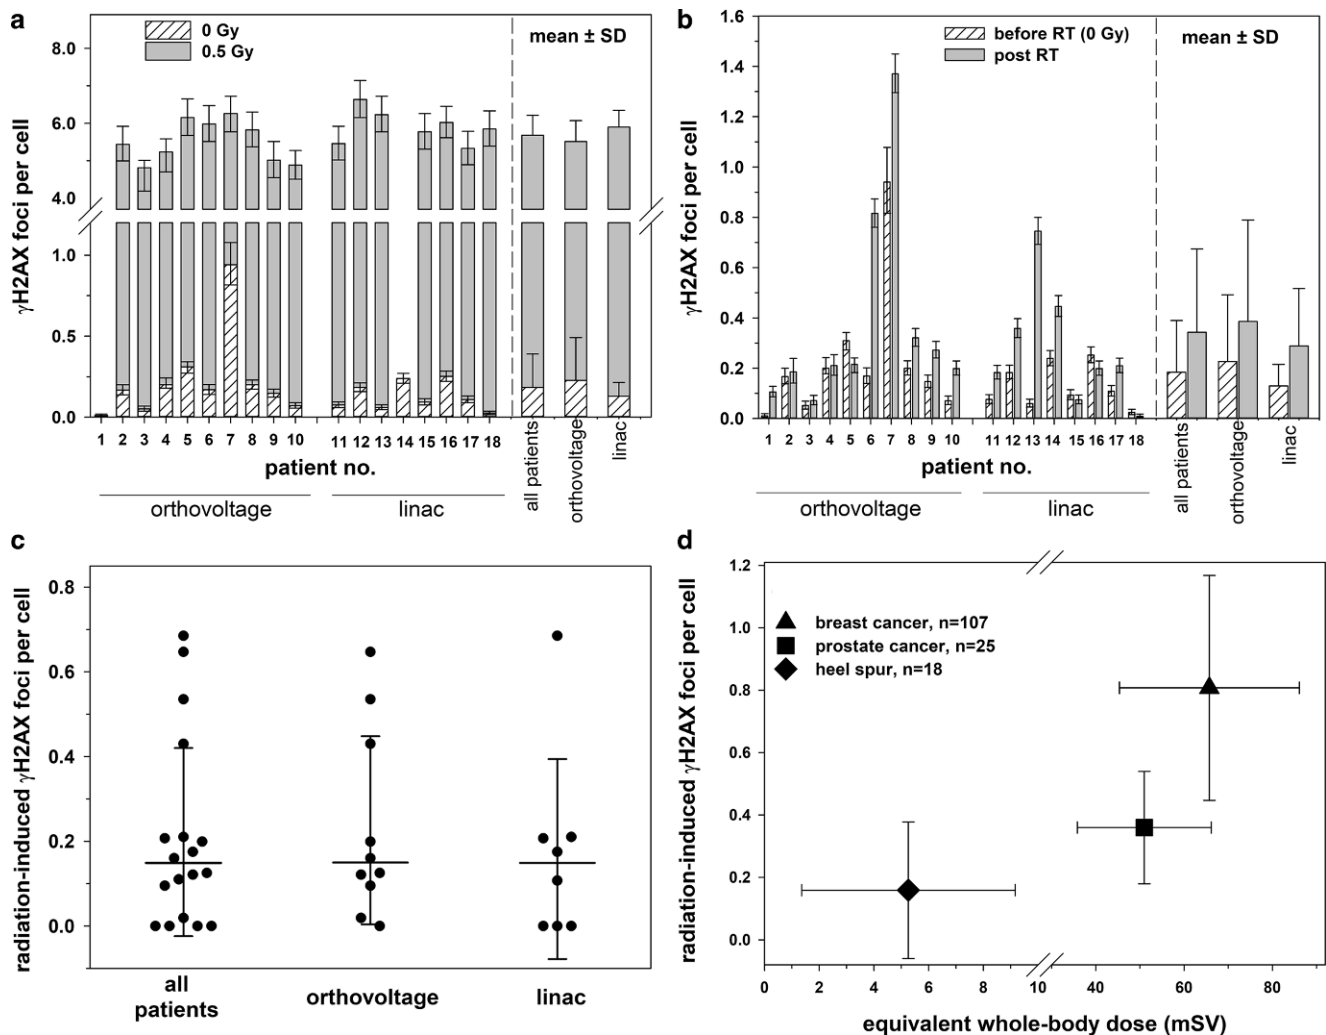 a
0 Gy
0.5 Gy
mean ± SD
γH2AX foci per cell
8.0
6.0
4.0
1.0
0.5
0.0
1 2 3 4 5 6 7 8 9 10 11 12 13 14 15 16 17 18
patient no.
orthovoltage
linac
all patients
orthovoltage
linac
b
before RT (0 Gy)
post RT
mean ± SD
γH2AX foci per cell
1.6
1.4
1.2
1.0
0.8
0.6
0.4
0.2
0.0
1 2 3 4 5 6 7 8 9 10 11 12 13 14 15 16 17 18
patient no.
orthovoltage
linac
all patients
orthovoltage
linac
c
radiation-induced γH2AX foci per cell
0.8
0.6
0.4
0.2
0.0
all
patients
orthovoltage
linac
d
radiation-induced γH2AX foci per cell
1.2
1.0
0.8
0.6
0.4
0.2
0.0
breast cancer, n=107
prostate cancer, n=25
heel spur, n=18
0 2 4 6 8 10 40 60 80
equivalent whole-body dose (mSV)